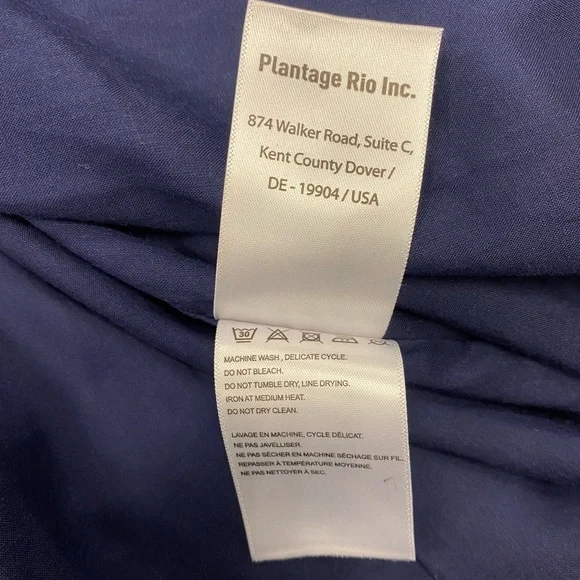 Plantage Rio Inc.
874 Walker Road, Suite C,
Kent County Dover /
DE - 19904 / USA
30
MACHINE WASH , DELICATE CYCLE.
DO NOT BLEACH.
DO NOT TUMBLE DRY, LINE DRYING.
IRON AT MEDIUM HEAT.
DO NOT DRY CLEAN.
LAVAGE EN MACHINE, CYCLE DÉLICAT.
NE PAS JAVELLISER.
NE PAS SÉCHER EN MACHINE SÉCHAGE SUR FIL.
REPASSER À TEMPÉRATURE MOYENNE.
NE PAS NETTOYER À SEC.